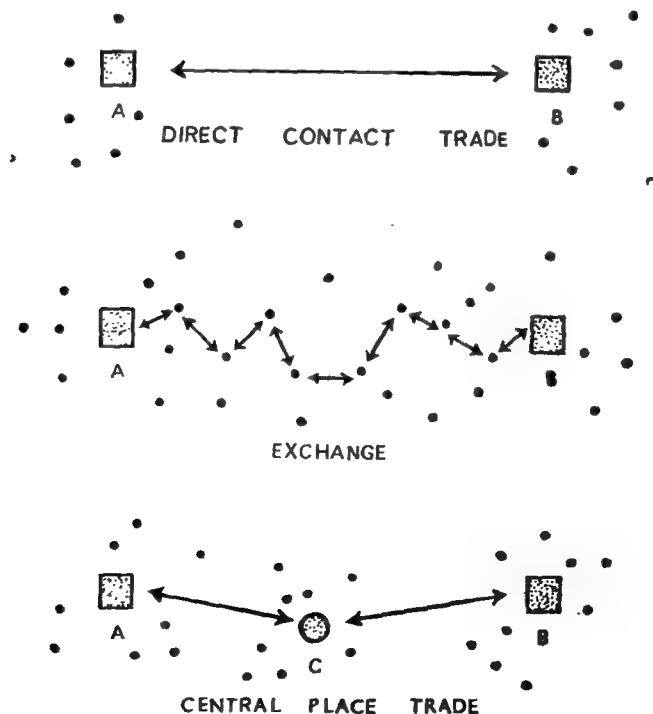 A B
DIRECT CONTACT TRADE
A B
EXCHANGE
A B
C
CENTRAL PLACE TRADE